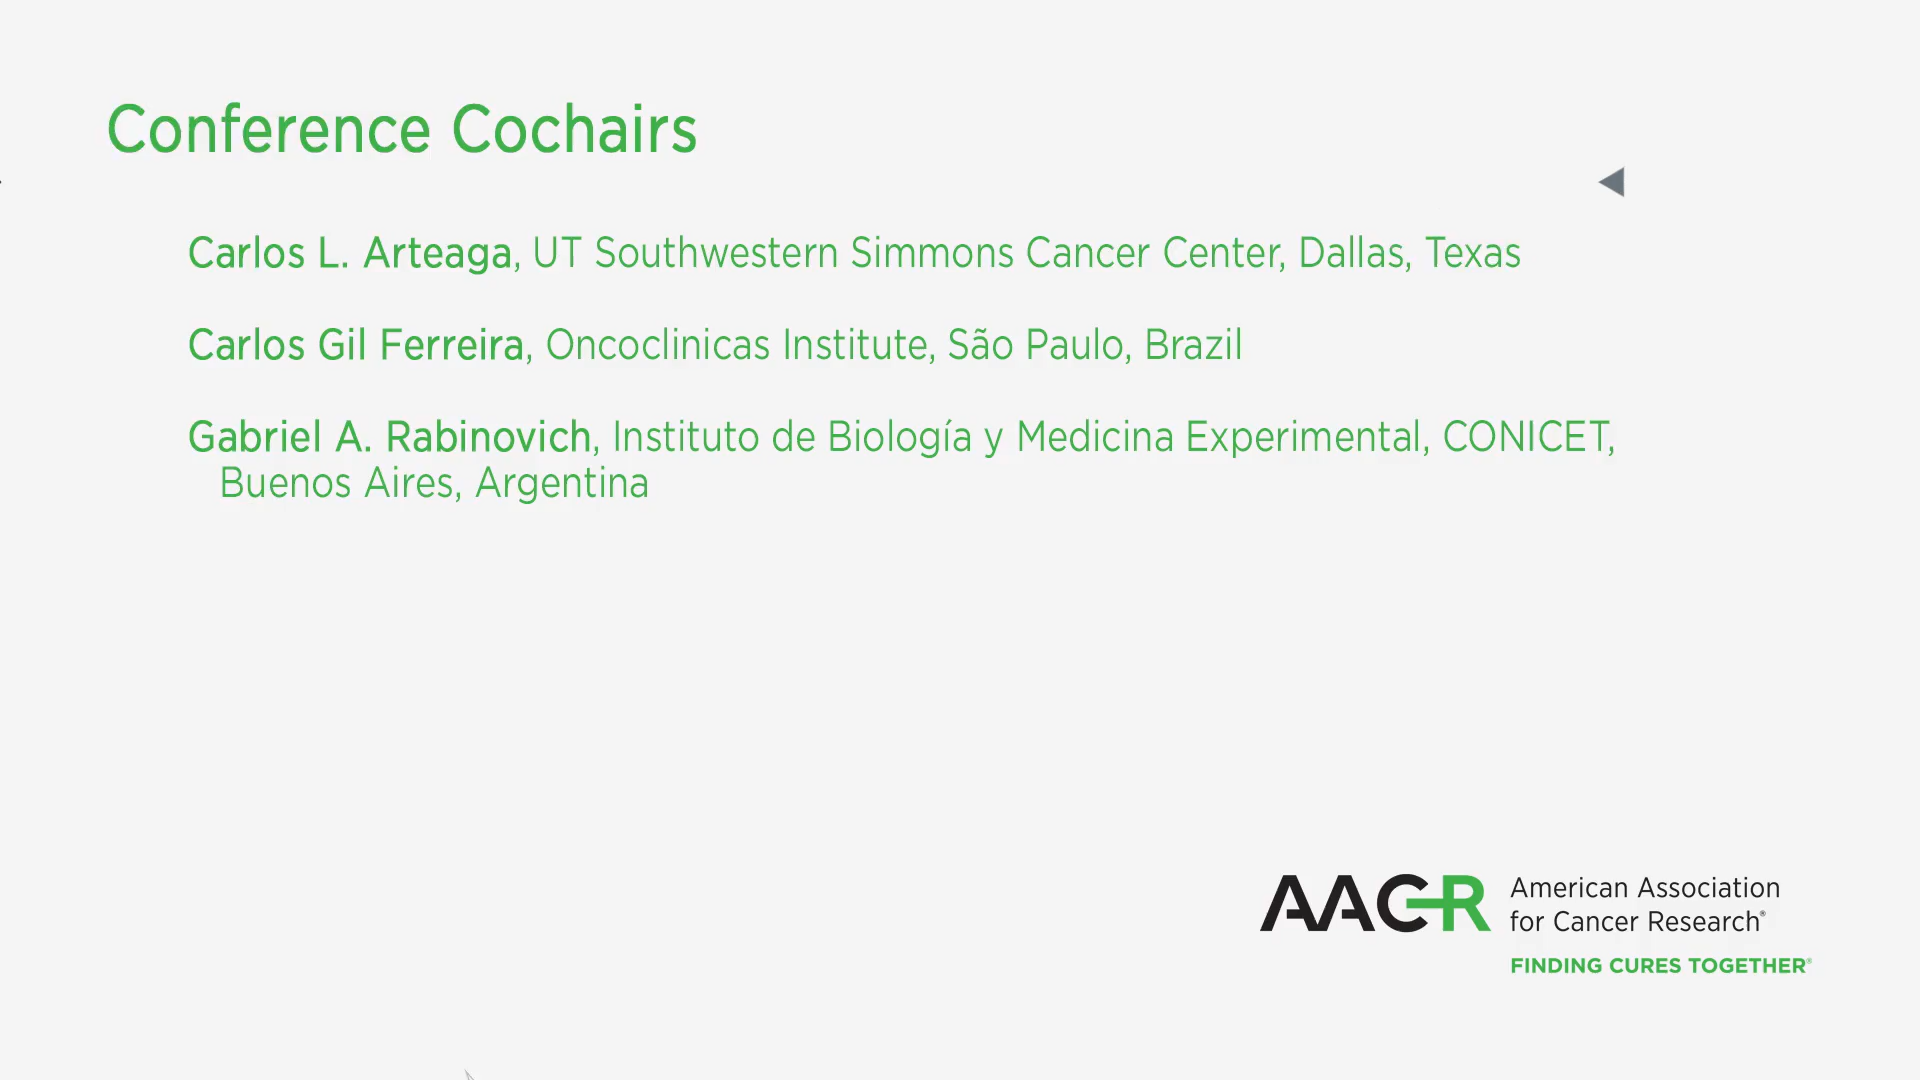 Conference Cochairs
Carlos L. Arteaga, UT Southwestern Simmons Cancer Center, Dallas, Texas
Carlos Gil Ferreira, Oncoclinicas Institute, São Paulo, Brazil
Gabriel A. Rabinovich, Instituto de Biología y Medicina Experimental, CONICET,
Buenos Aires, Argentina
AACR
American Association
for Cancer Research®
FINDING CURES TOGETHER®